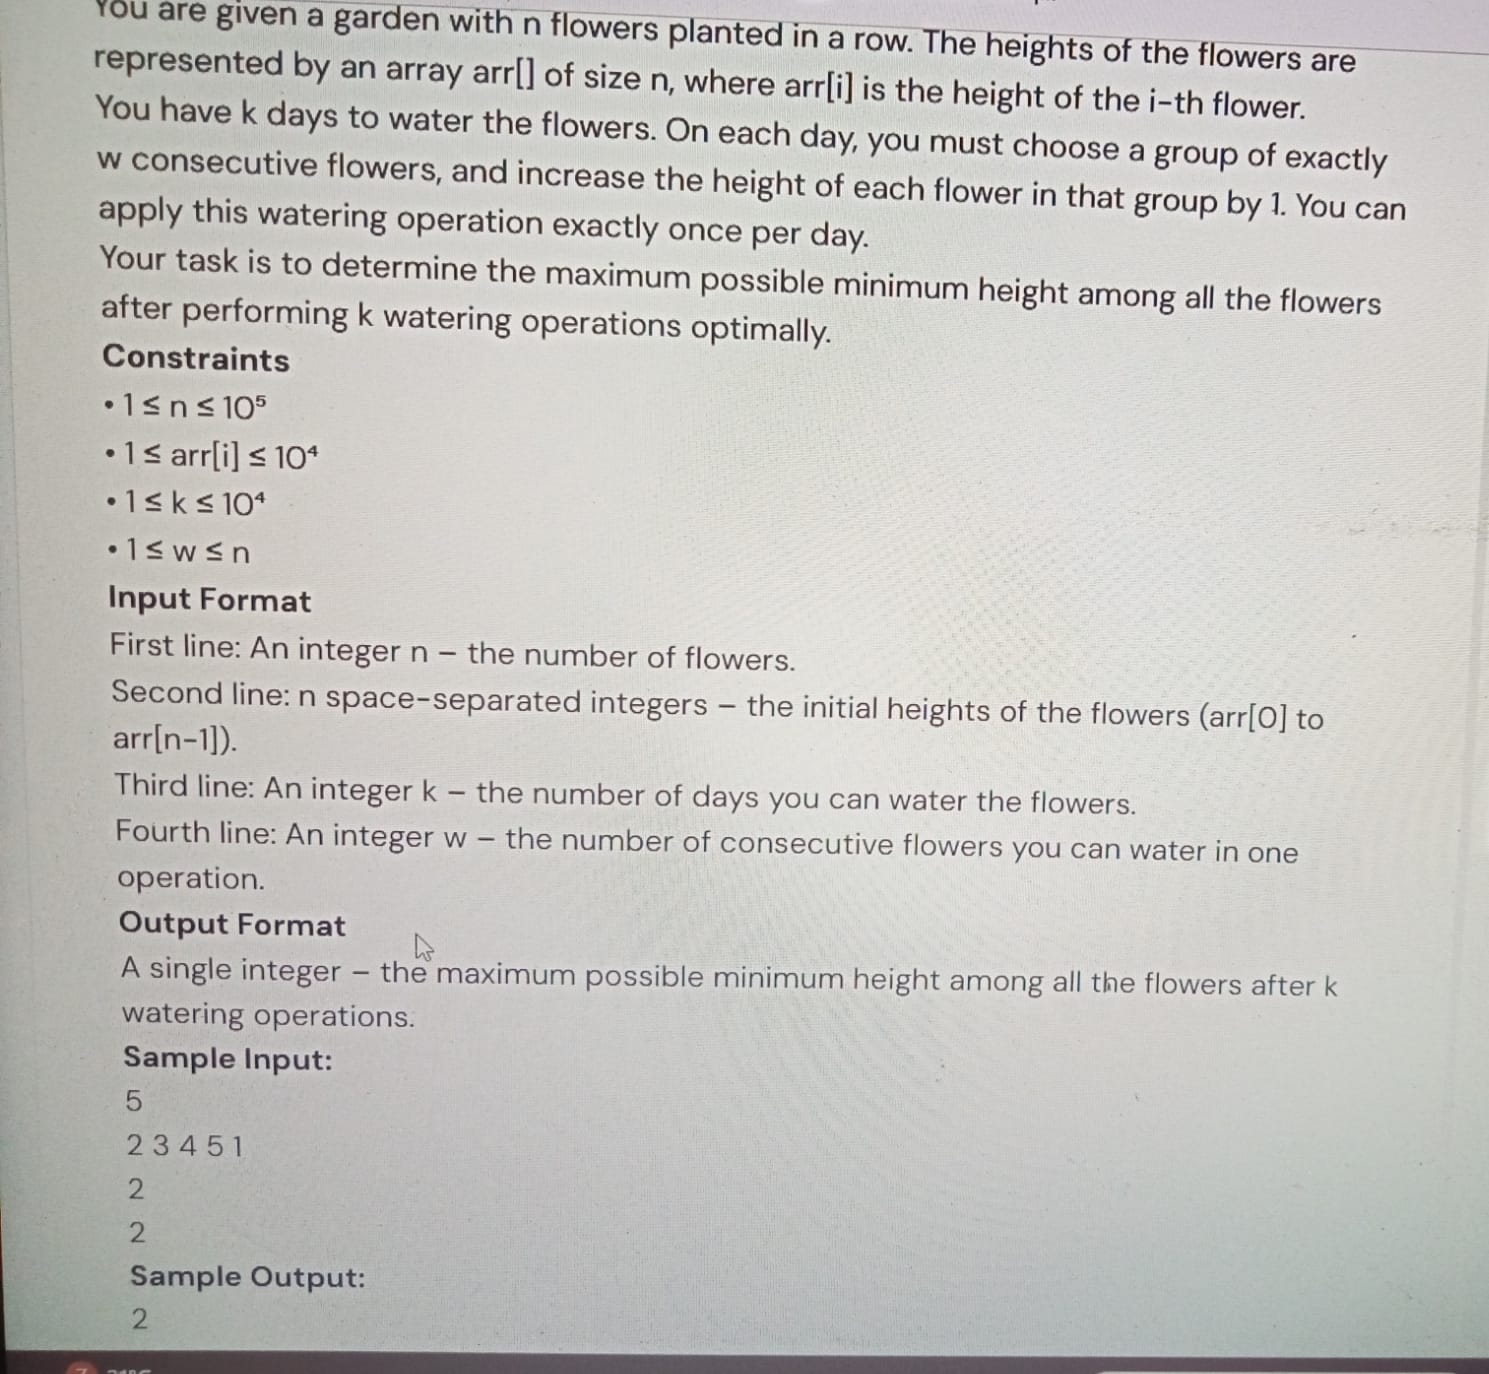 You are given a garden with n flowers planted in a row. The heights of the flowers are
represented by an array arr[] of size n, where arr[i] is the height of the i-th flower.
You have k days to water the flowers. On each day, you must choose a group of exactly
w consecutive flowers, and increase the height of each flower in that group by 1. You can
apply this watering operation exactly once per day.
Your task is to determine the maximum possible minimum height among all the flowers
after performing k watering operations optimally.
Constraints
• 1 ≤ n ≤ 10⁵
• 1 ≤ arr[i] ≤ 10⁴
• 1 ≤ k ≤ 10⁴
• 1 ≤ w ≤ n
Input Format
First line: An integer n – the number of flowers.
Second line: n space-separated integers – the initial heights of the flowers (arr[0] to
arr[n-1]).
Third line: An integer k – the number of days you can water the flowers.
Fourth line: An integer w – the number of consecutive flowers you can water in one
operation.
Output Format
A single integer – the maximum possible minimum height among all the flowers after k
watering operations.
Sample Input:
5
2 3 4 5 1
2
2
Sample Output:
2